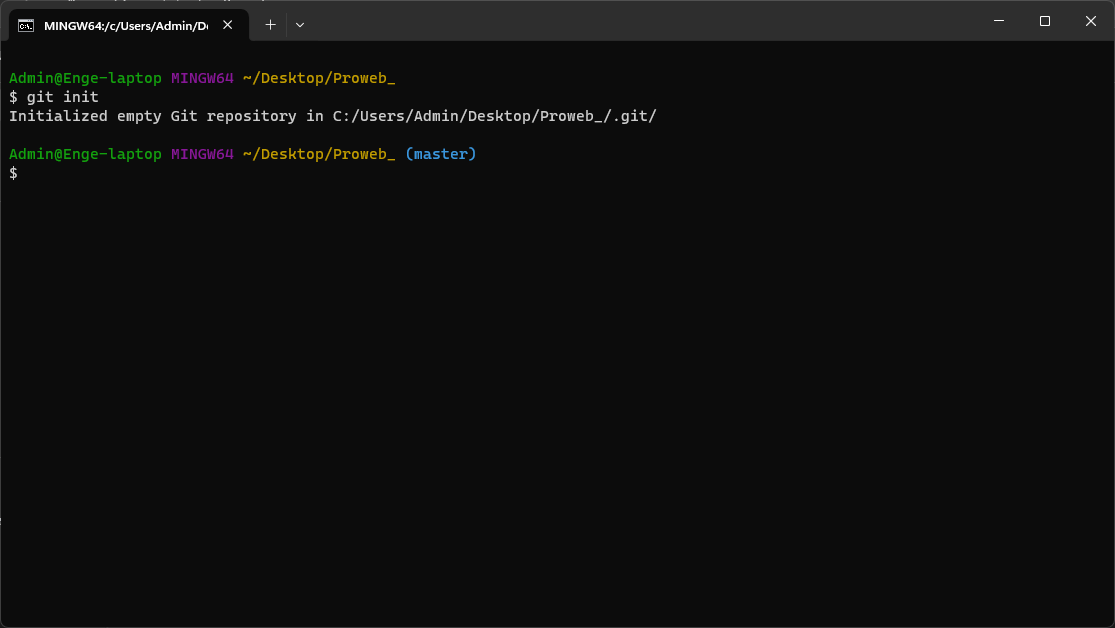 MINGW64:/c/Users/Admin/De
Admin@Enge-laptop MINGW64 ~/Desktop/Proweb_
$ git init
Initialized empty Git repository in C:/Users/Admin/Desktop/Proweb_/.git/
Admin@Enge-laptop MINGW64 ~/Desktop/Proweb_ (master)
$